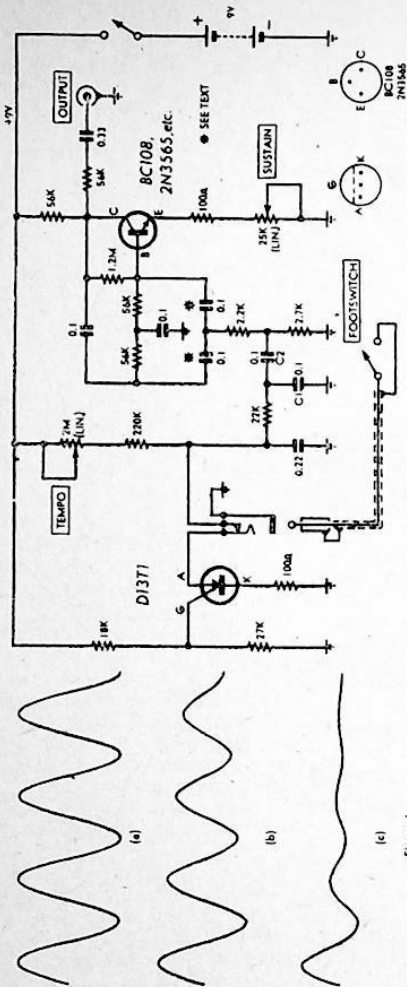 +9V
9V
+
−
OUTPUT
0.33
56K
56K
BC108,
2N3565, etc.
✱ SEE TEXT
C
B
E
100Ω
SUSTAIN
25K
(LIN.)
1.2M
0.1
56K
56K
0.1
✱
✱
0.1
0.1
2.2K
2.7K
0.1
C2
C1
0.1
22K
0.22
TEMPO
2M
(LIN.)
220K
FOOTSWITCH
D13T1
A
G
K
100Ω
18K
27K
G
A
K
B
E
C
BC108
2N3565
(a)
(b)
(c)